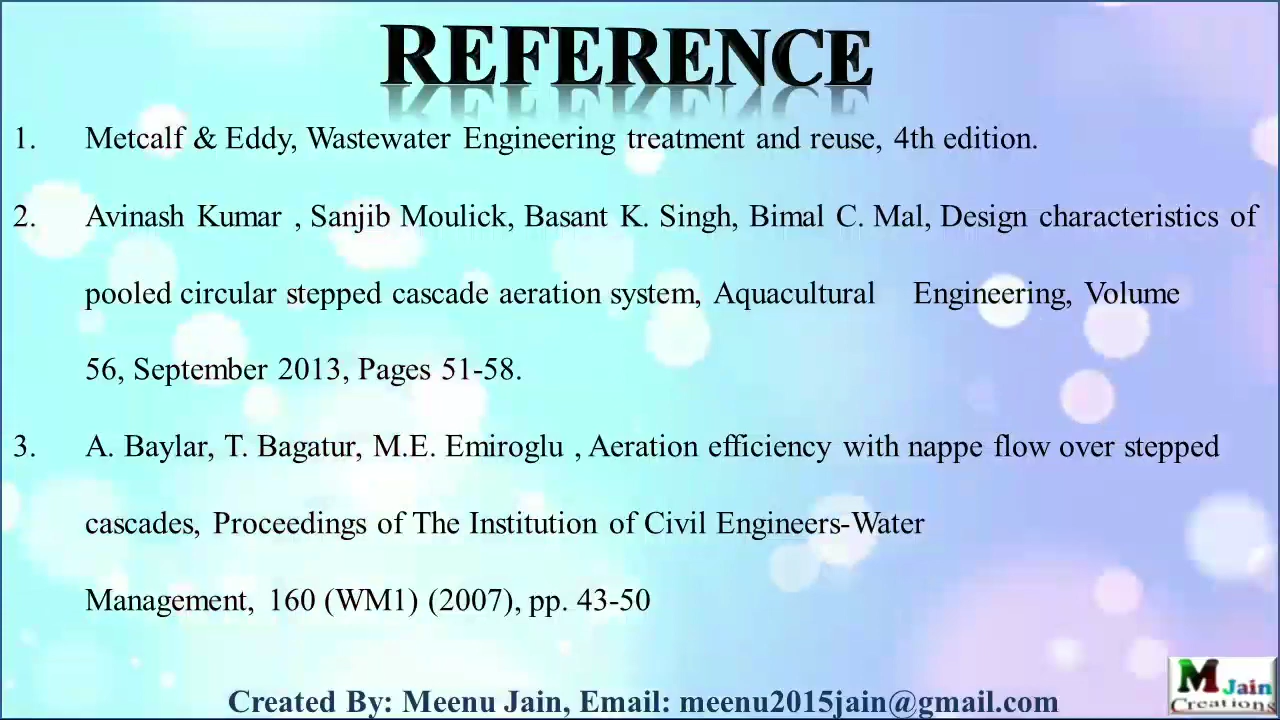 REFERENCE
1. Metcalf & Eddy, Wastewater Engineering treatment and reuse, 4th edition.
2. Avinash Kumar , Sanjib Moulick, Basant K. Singh, Bimal C. Mal, Design characteristics of
pooled circular stepped cascade aeration system, Aquacultural Engineering, Volume
56, September 2013, Pages 51-58.
3. A. Baylar, T. Bagatur, M.E. Emiroglu , Aeration efficiency with nappe flow over stepped
cascades, Proceedings of The Institution of Civil Engineers-Water
Management, 160 (WM1) (2007), pp. 43-50
Created By: Meenu Jain, Email: meenu2015jain@gmail.com
M Jain
Creations